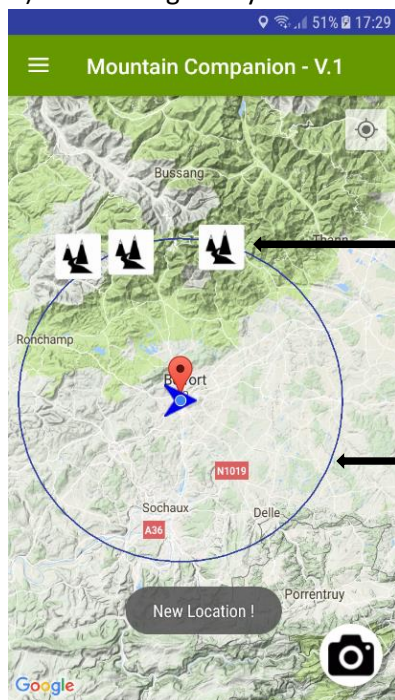 51% 17:29
Mountain Companion - V.1
Bussang
Thann
Ronchamp
Belfort
N1019
Sochaux
Delle
A36
Porrentruy
New Location !
Google